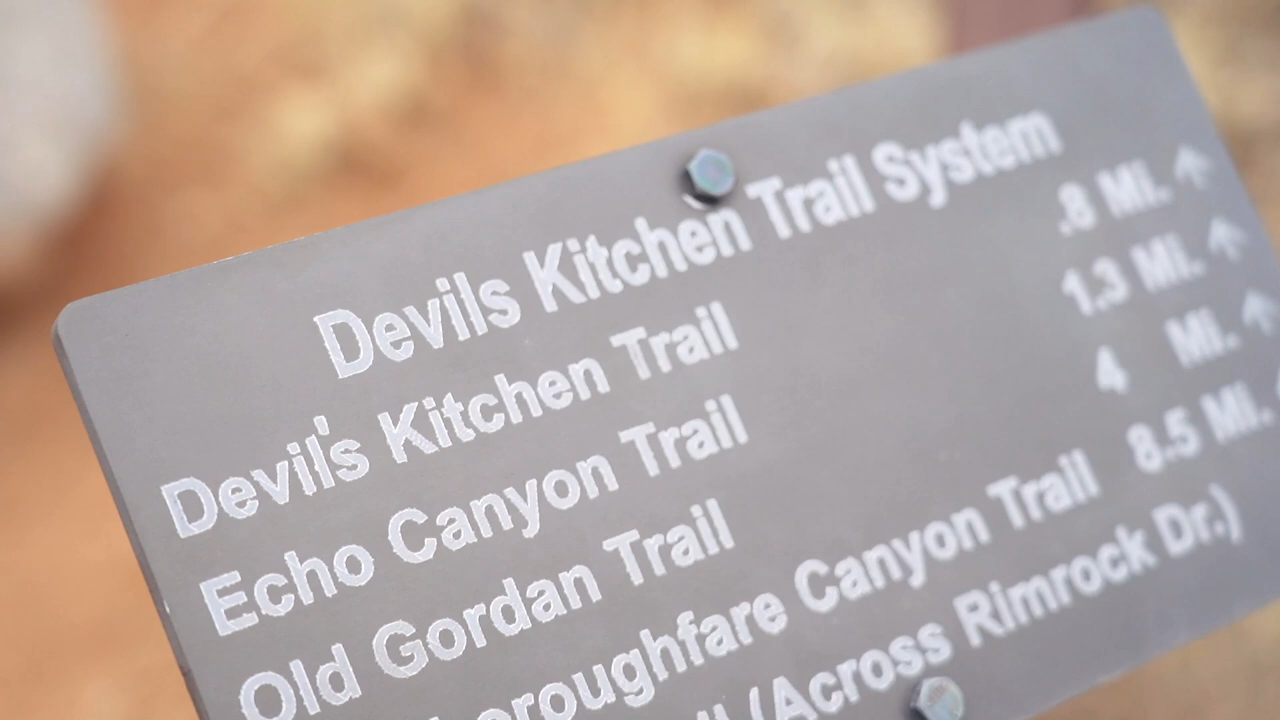 Devils Kitchen Trail System
Devil's Kitchen Trail .8 MI. ↑
Echo Canyon Trail 1.3 MI. ↑
Old Gordan Trail 4 MI. ↑
Canyon Trail 8.5 MI.
(Across Rimrock Dr.)